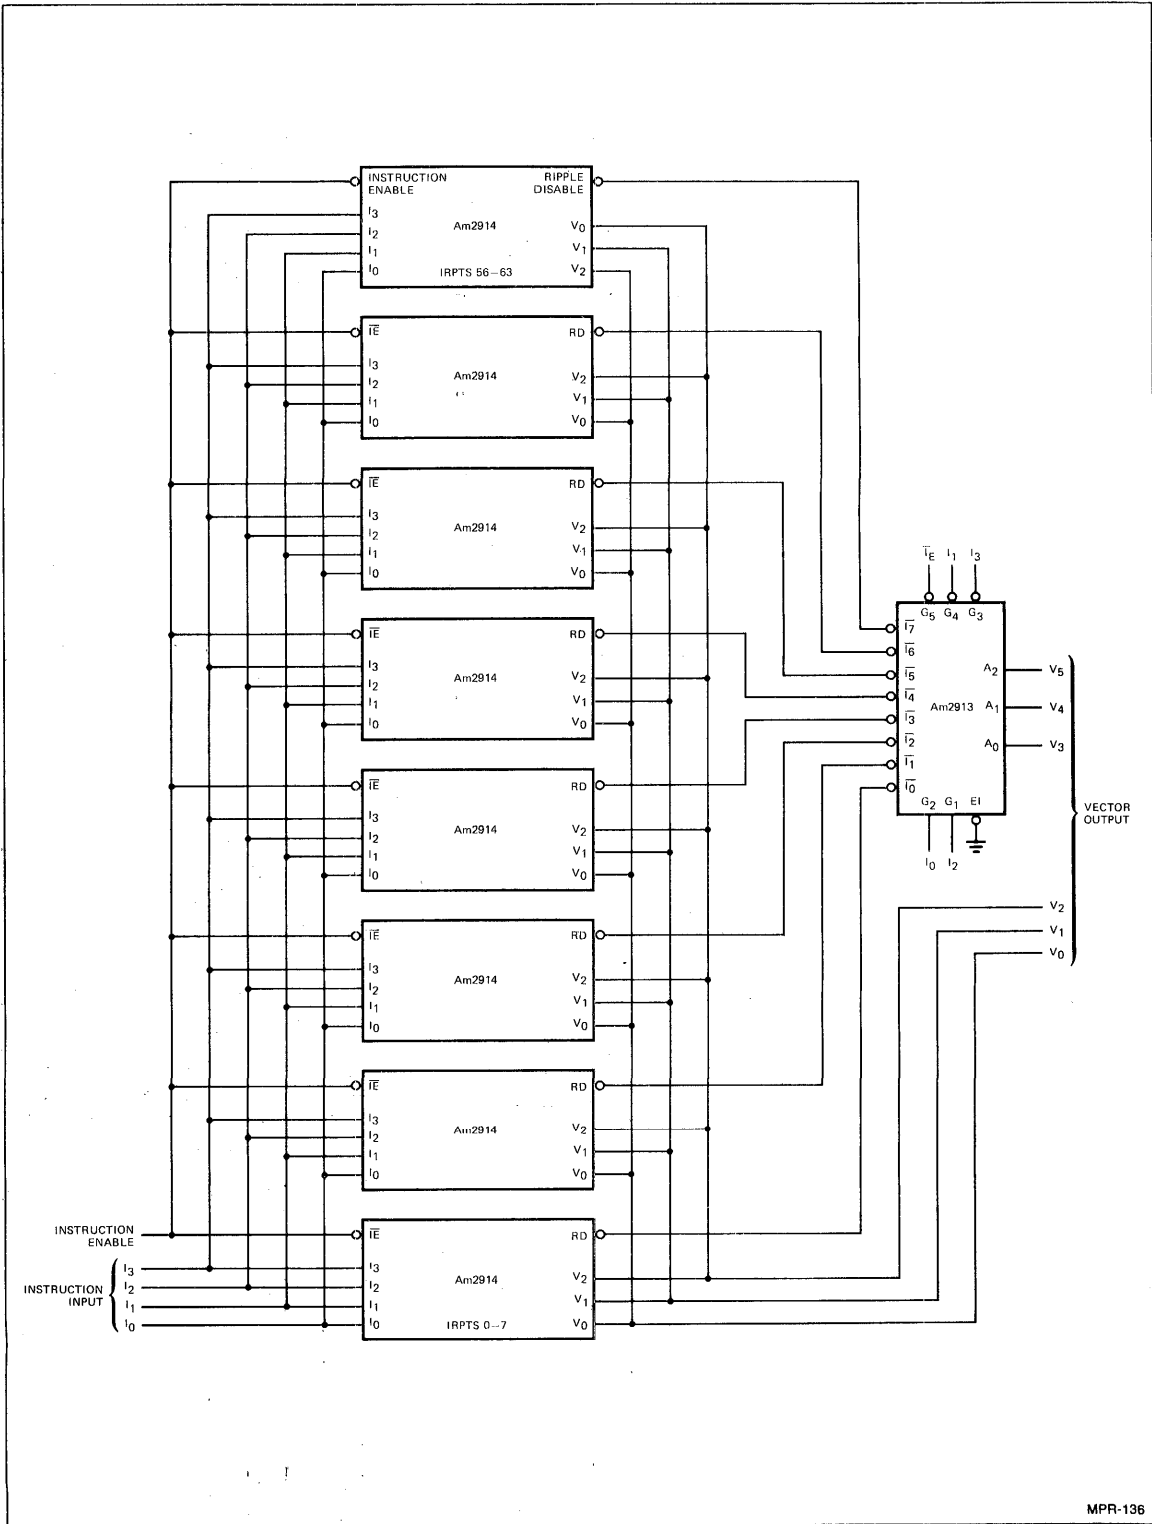 INSTRUCTION ENABLE
RIPPLE DISABLE
I3
I2
I1
I0
Am2914
IRPTS 56–63
V0
V1
V2
IE
RD
I3
I2
I1
I0
Am2914
V2
V1
V0
IE
RD
I3
I2
I1
I0
Am2914
V2
V1
V0
IE
RD
I3
I2
I1
I0
Am2914
V2
V1
V0
IE
RD
I3
I2
I1
I0
Am2914
V2
V1
V0
IE
RD
I3
I2
I1
I0
Am2914
V2
V1
V0
IE
RD
I3
I2
I1
I0
Am2914
V2
V1
V0
IE
RD
I3
I2
I1
I0
Am2914
IRPTS 0–7
V2
V1
V0
INSTRUCTION ENABLE
INSTRUCTION INPUT
I3
I2
I1
I0
IE I1 I3
G5 G4 G3
I7
I6
I5
I4
I3
I2
I1
I0
Am2913
A2
A1
A0
G2 G1 EI
I0 I2
V5
V4
V3
VECTOR OUTPUT
V2
V1
V0
MPR-136